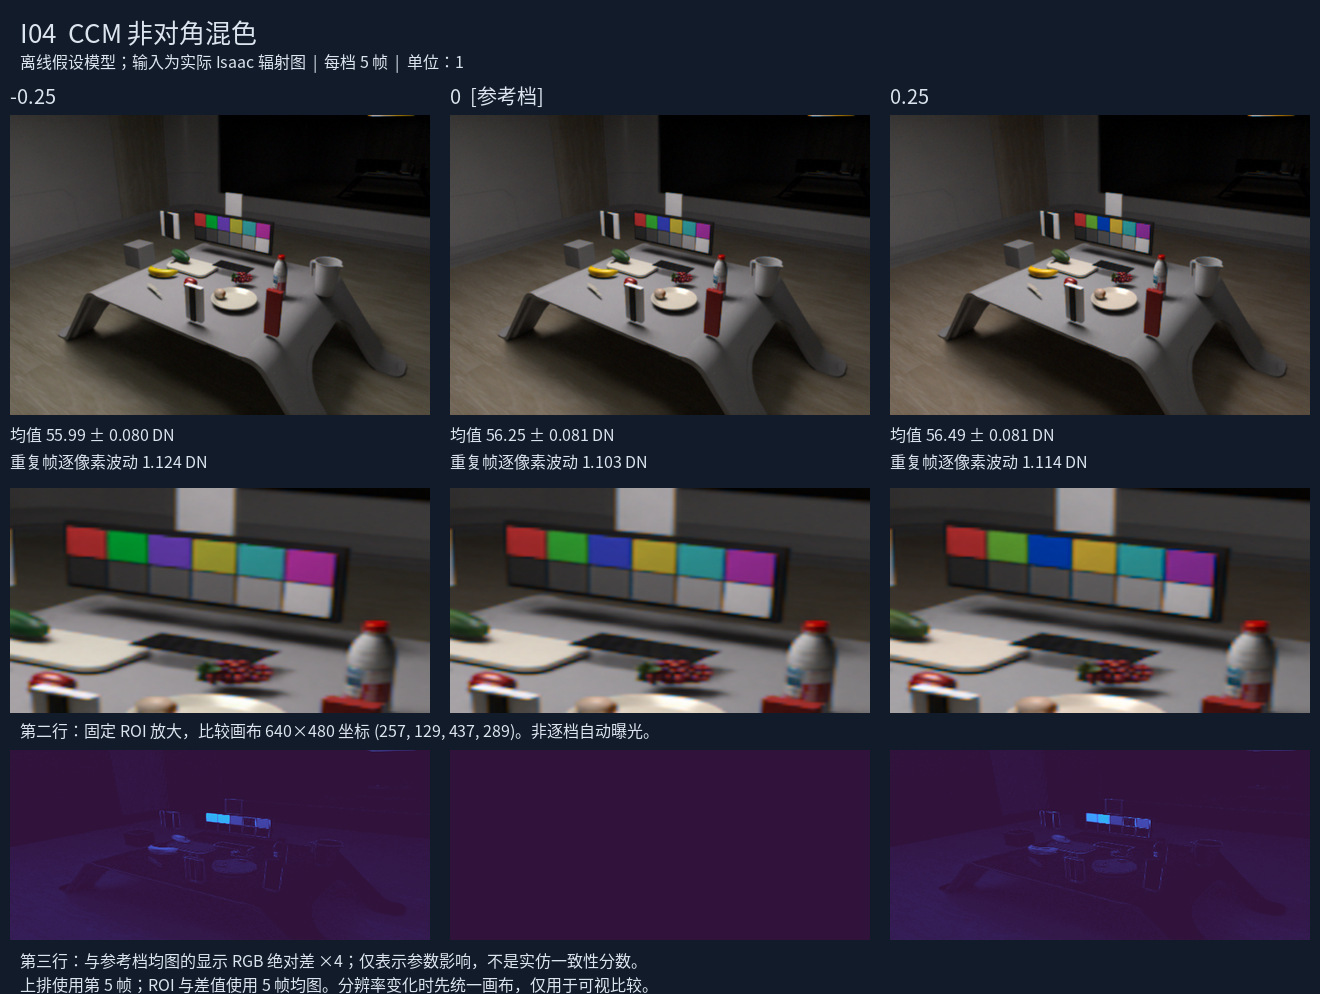 I04 CCM 非对角混色
离线假设模型；输入为实际 Isaac 辐射图 | 每档 5 帧 | 单位：1
-0.25
0 [参考档]
0.25
均值 55.99 ± 0.080 DN
重复帧逐像素波动 1.124 DN
均值 56.25 ± 0.081 DN
重复帧逐像素波动 1.103 DN
均值 56.49 ± 0.081 DN
重复帧逐像素波动 1.114 DN
第二行：固定 ROI 放大，比较画布 640×480 坐标 (257, 129, 437, 289)。非逐档自动曝光。
第三行：与参考档均图的显示 RGB 绝对差 ×4；仅表示参数影响，不是实仿一致性分数。
上排使用第 5 帧；ROI 与差值使用 5 帧均图。分辨率变化时先统一画布，仅用于可视比较。